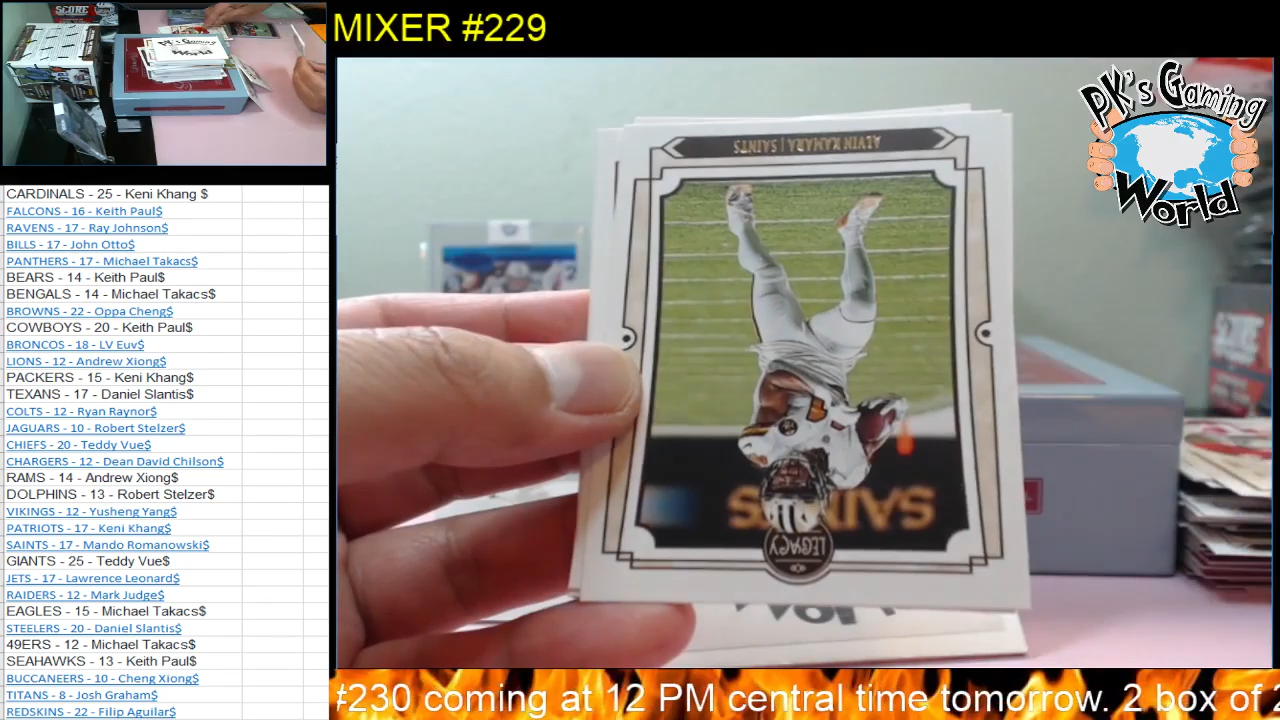 SCORE
PK's Gaming
World
MIXER #229
PK's Gaming
World
CARDINALS - 25 - Keni Khang $
FALCONS - 16 - Keith Paul$
RAVENS - 17 - Ray Johnson$
BILLS - 17 - John Otto$
PANTHERS - 17 - Michael Takacs$
BEARS - 14 - Keith Paul$
BENGALS - 14 - Michael Takacs$
BROWNS - 22 - Oppa Cheng$
COWBOYS - 20 - Keith Paul$
BRONCOS - 18 - LV Euv$
LIONS - 12 - Andrew Xiong$
PACKERS - 15 - Keni Khang$
TEXANS - 17 - Daniel Slantis$
COLTS - 12 - Ryan Raynor$
JAGUARS - 10 - Robert Stelzer$
CHIEFS - 20 - Teddy Vue$
CHARGERS - 12 - Dean David Chilson$
RAMS - 14 - Andrew Xiong$
DOLPHINS - 13 - Robert Stelzer$
VIKINGS - 12 - Yusheng Yang$
PATRIOTS - 17 - Keni Khang$
SAINTS - 17 - Mando Romanowski$
GIANTS - 25 - Teddy Vue$
JETS - 17 - Lawrence Leonard$
RAIDERS - 12 - Mark Judge$
EAGLES - 15 - Michael Takacs$
STEELERS - 20 - Daniel Slantis$
49ERS - 12 - Michael Takacs$
SEAHAWKS - 13 - Keith Paul$
BUCCANEERS - 10 - Cheng Xiong$
TITANS - 8 - Josh Graham$
REDSKINS - 22 - Filip Aguilar$
ALVIN KAMARA | SAINTS
SAINTS
LEGACY
SCORE
#230 coming at 12 PM central time tomorrow. 2 box of 2